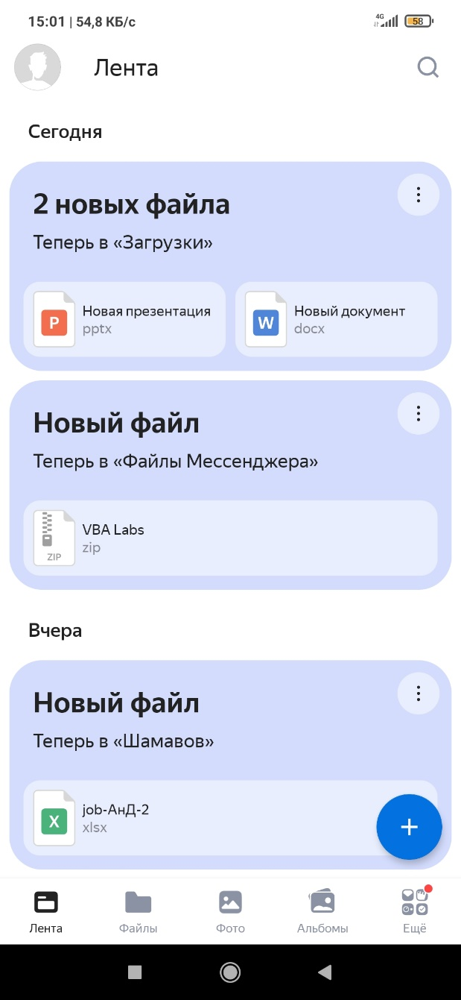 15:01 | 54,8 КБ/с
4G
58
Лента
Сегодня
2 новых файла
Теперь в «Загрузки»
P
Новая презентация
pptx
W
Новый документ
docx
Новый файл
Теперь в «Файлы Мессенджера»
VBA Labs
zip
ZIP
Вчера
Новый файл
Теперь в «Шамавов»
X
job-АнД-2
xlsx
Лента
Файлы
Фото
Альбомы
Ещё